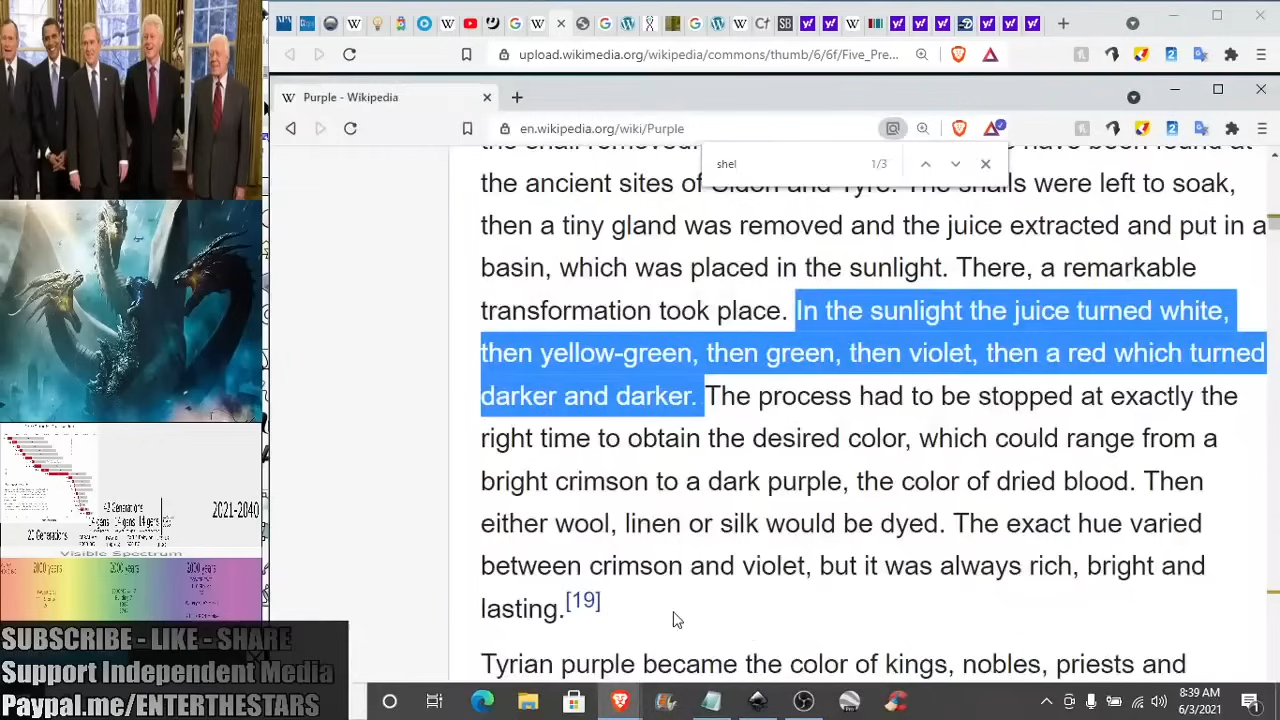 upload.wikimedia.org/wikipedia/commons/thumb/6/6f/Five_Pre...
Purple - Wikipedia
en.wikipedia.org/wiki/Purple
shel
1/3
the ancient sites of Sidon and Tyre. The snails were left to soak,
then a tiny gland was removed and the juice extracted and put in a
basin, which was placed in the sunlight. There, a remarkable
transformation took place. In the sunlight the juice turned white,
then yellow-green, then green, then violet, then a red which turned
darker and darker. The process had to be stopped at exactly the
right time to obtain the desired color, which could range from a
bright crimson to a dark purple, the color of dried blood. Then
either wool, linen or silk would be dyed. The exact hue varied
between crimson and violet, but it was always rich, bright and
lasting.[19]
Tyrian purple became the color of kings, nobles, priests and
42 Generations
2021-2040
Visible Spectrum
2000 years
2000 years
SUBSCRIBE - LIKE - SHARE
Support Independent Media
Paypal.me/ENTERTHESTARS
8:39 AM
6/3/2021